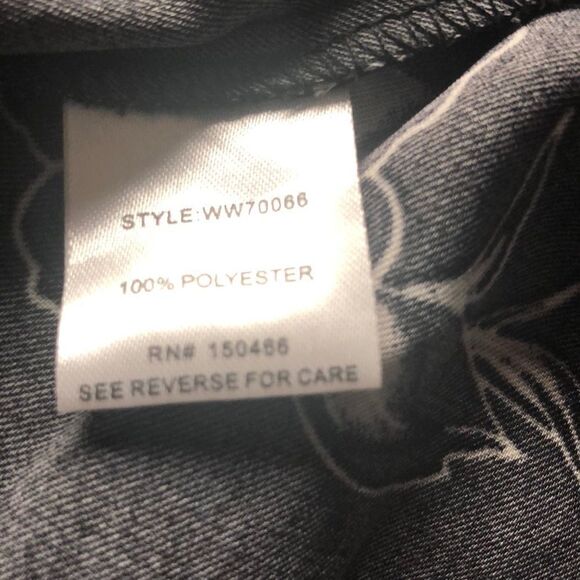 STYLE:WW70066
100% POLYESTER
RN# 150466
SEE REVERSE FOR CARE